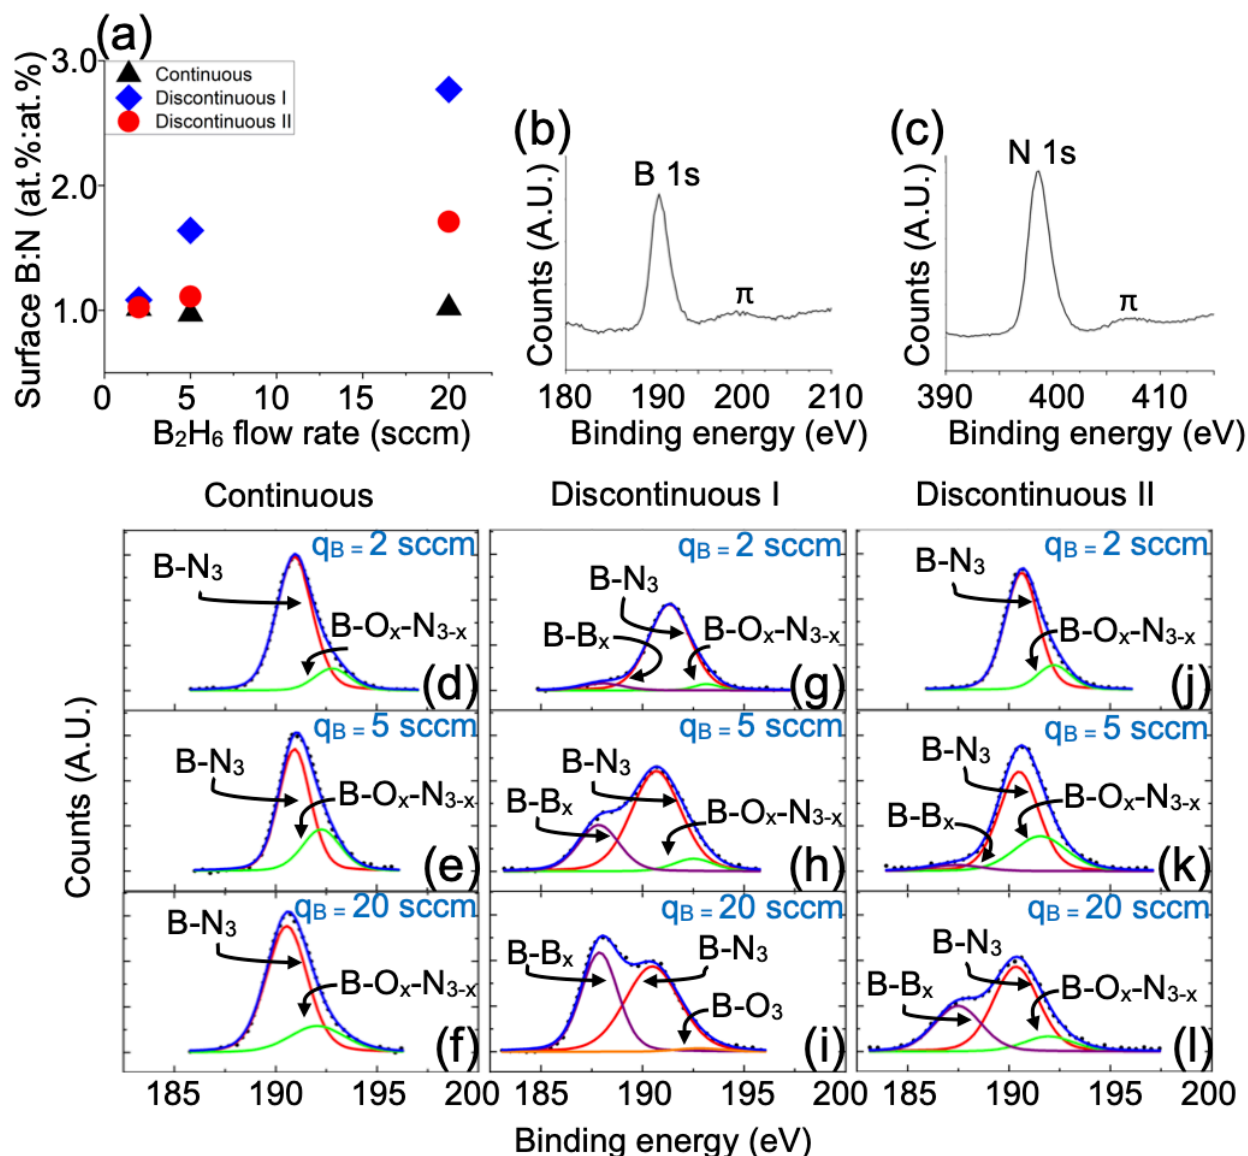 (a)
3.0
2.0
1.0
Surface B:N (at.%:at.%)
Continuous
Discontinuous I
Discontinuous II
0 5 10 15 20
B₂H₆ flow rate (sccm)
(b)
B 1s
π
Counts (A.U.)
180 190 200 210
Binding energy (eV)
(c)
N 1s
π
Counts (A.U.)
390 400 410
Binding energy (eV)
Continuous
Discontinuous I
Discontinuous II
Counts (A.U.)
qB = 2 sccm
B-N₃
B-Oₓ-N₃₋ₓ
(d)
qB = 2 sccm
B-N₃
B-Bₓ
B-Oₓ-N₃₋ₓ
(g)
qB = 2 sccm
B-N₃
B-Oₓ-N₃₋ₓ
(j)
qB = 5 sccm
B-N₃
B-Oₓ-N₃₋ₓ
(e)
qB = 5 sccm
B-N₃
B-Bₓ
B-Oₓ-N₃₋ₓ
(h)
qB = 5 sccm
B-N₃
B-Oₓ-N₃₋ₓ
B-Bₓ
(k)
qB = 20 sccm
B-N₃
B-Oₓ-N₃₋ₓ
(f)
qB = 20 sccm
B-Bₓ
B-N₃
B-O₃
(i)
qB = 20 sccm
B-N₃
B-Bₓ
B-Oₓ-N₃₋ₓ
(l)
185 190 195 200 185 190 195 200 185 190 195 200
Binding energy (eV)